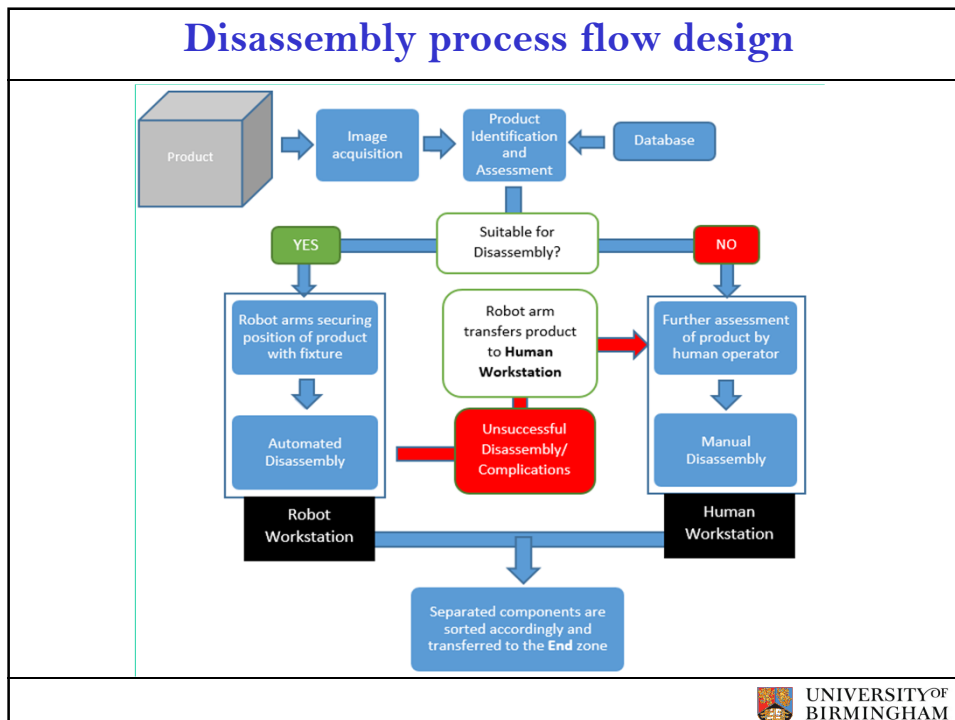 Disassembly process flow design
Product
Image
acquisition
Product
Identification
and
Assessment
Database
Suitable for
Disassembly?
YES
NO
Robot arms securing
position of product
with fixture
Robot arm
transfers product
to Human
Workstation
Further assessment
of product by
human operator
Automated
Disassembly
Unsuccessful
Disassembly/
Complications
Manual
Disassembly
Robot
Workstation
Human
Workstation
Separated components are
sorted accordingly and
transferred to the End zone
UNIVERSITY OF
BIRMINGHAM